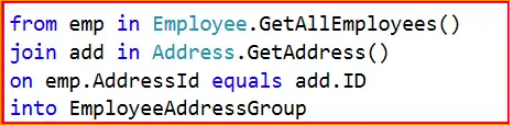 from emp in Employee.GetAllEmployees()
join add in Address.GetAddress()
on emp.AddressId equals add.ID
into EmployeeAddressGroup